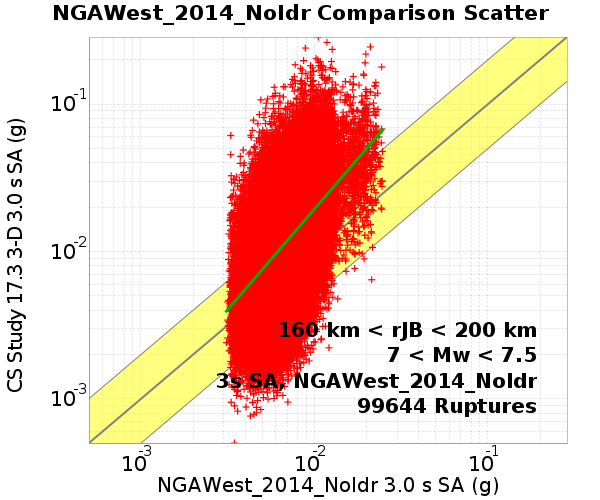 NGAWest_2014_NoIdr Comparison Scatter
CS Study 17.3 3-D 3.0 s SA (g)
10-1
10-2
10-3
160 km < rJB < 200 km
7 < Mw < 7.5
3s SA, NGAWest_2014_NoIdr
99644 Ruptures
10-3 10-2 10-1
NGAWest_2014_NoIdr 3.0 s SA (g)